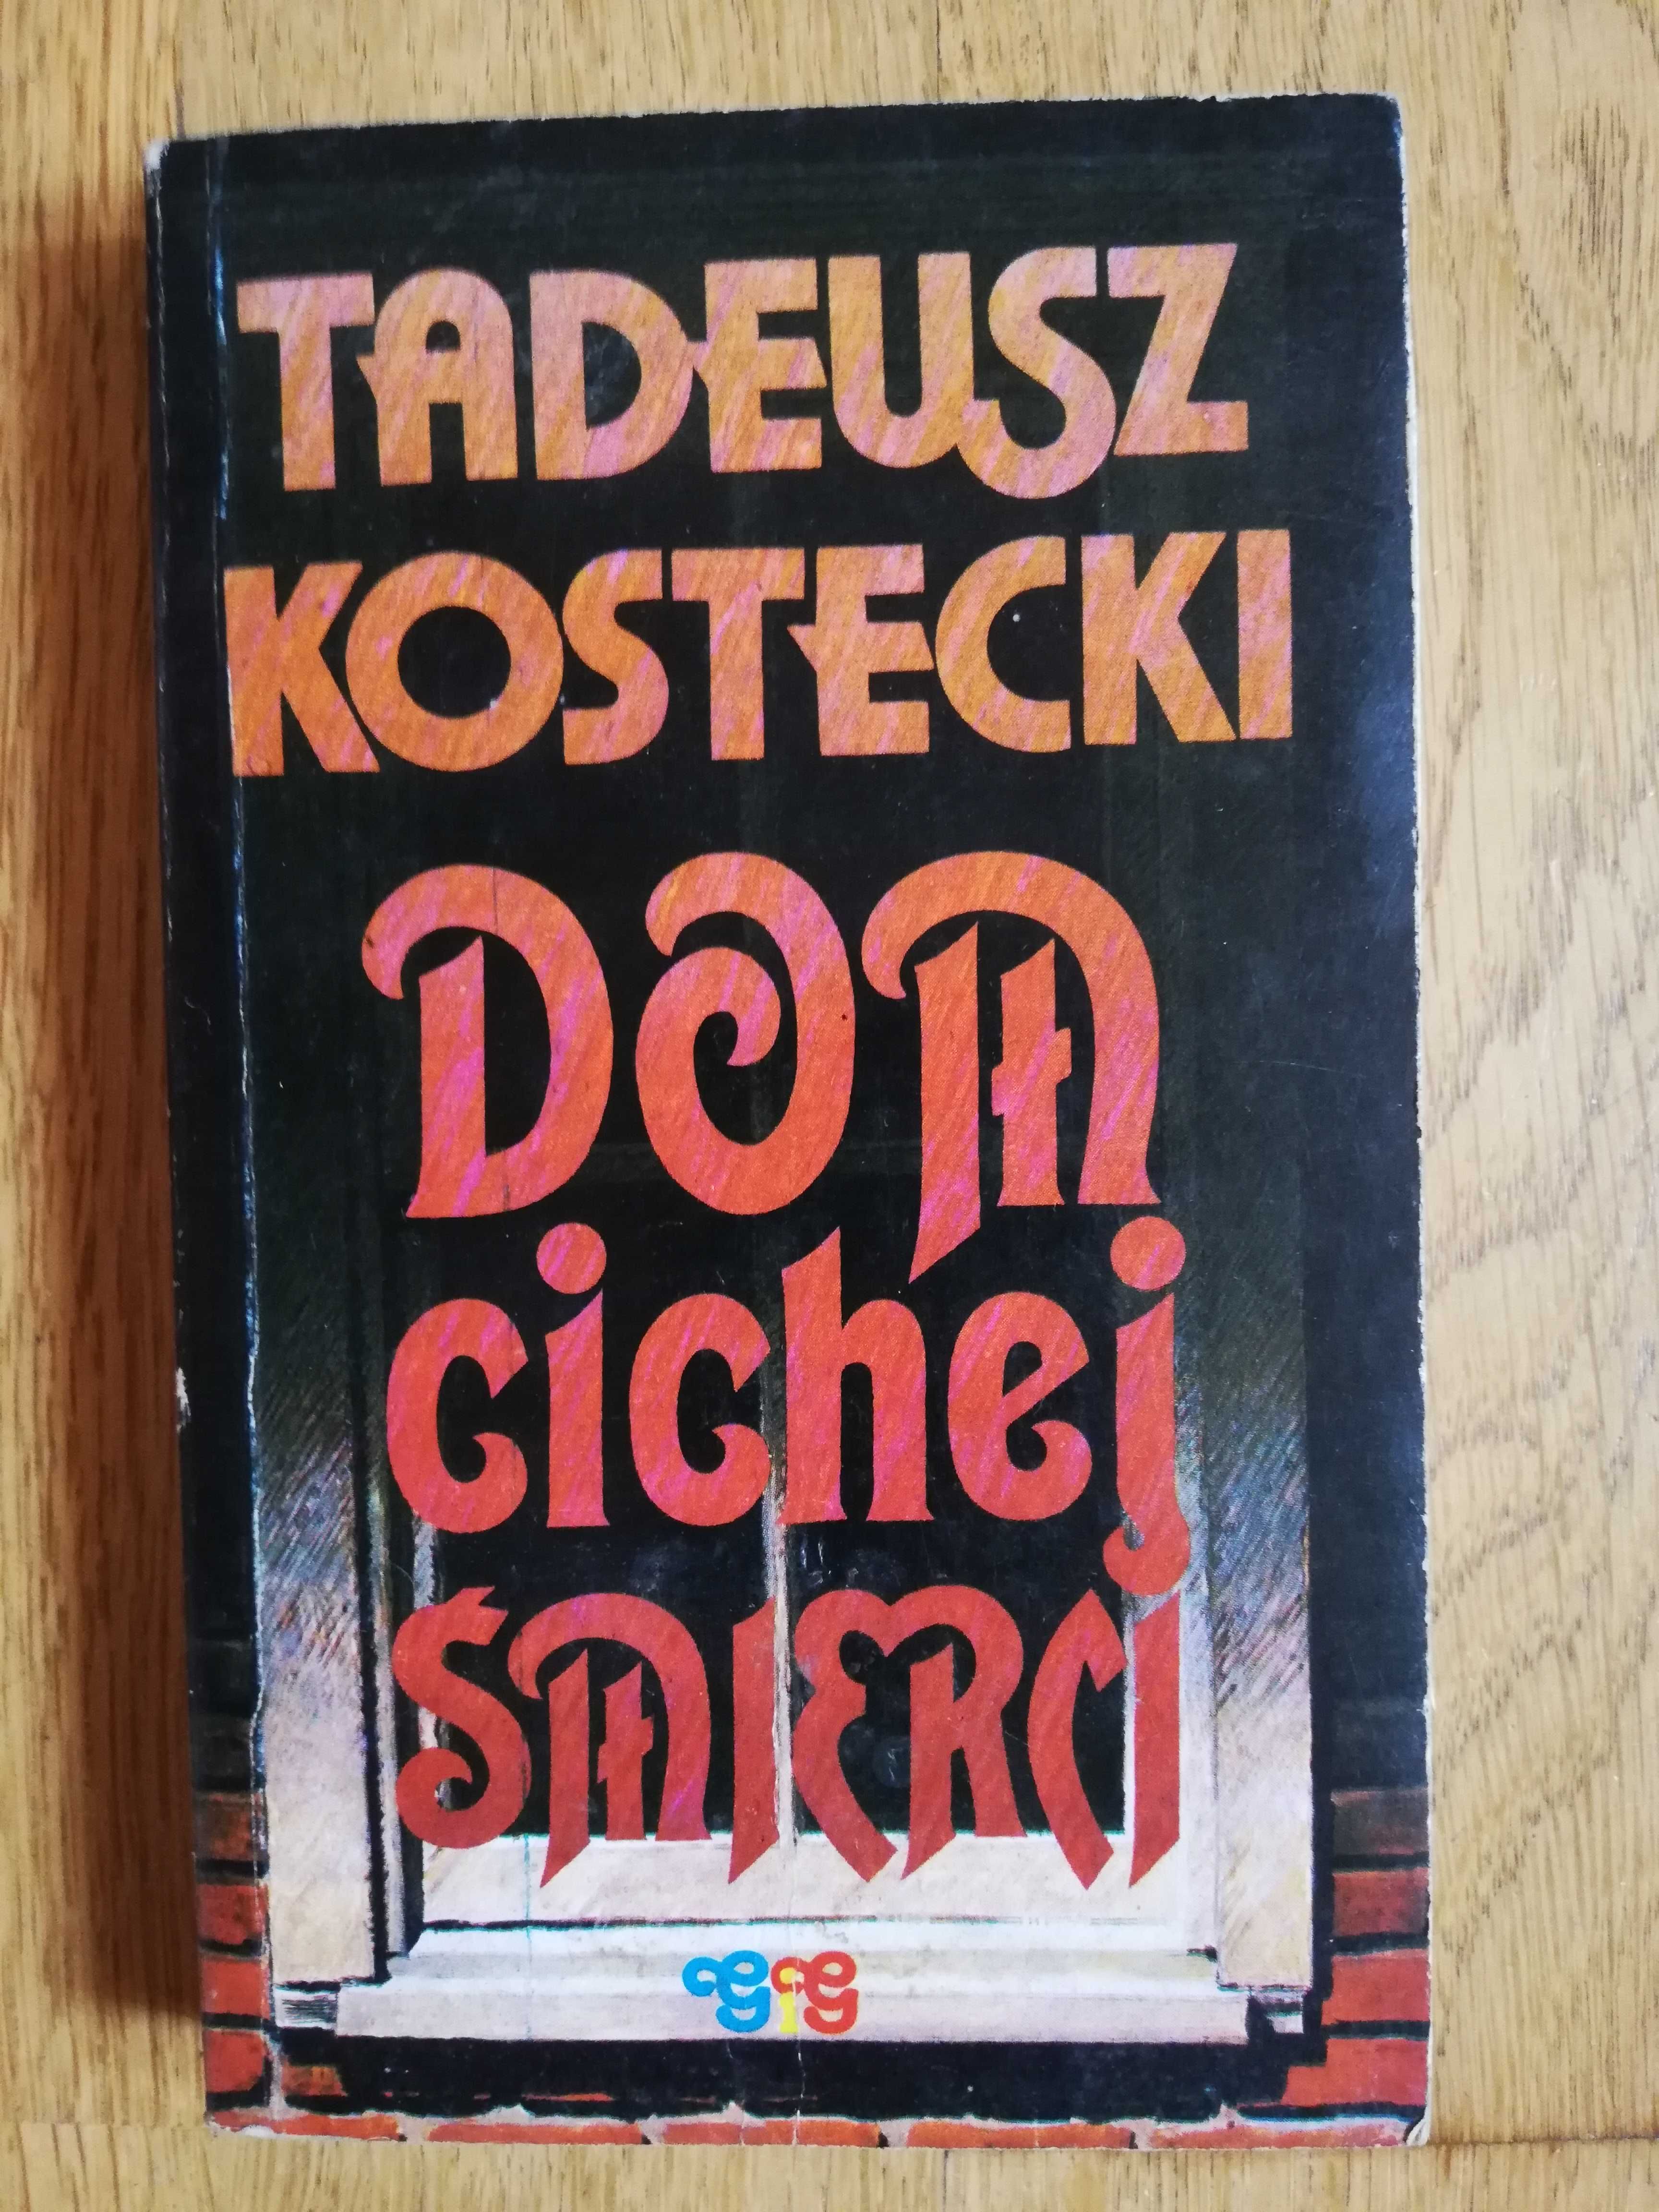 TADEUSZ
KOSTECKI
DOM
cichej
ŚMIERCI
GiG